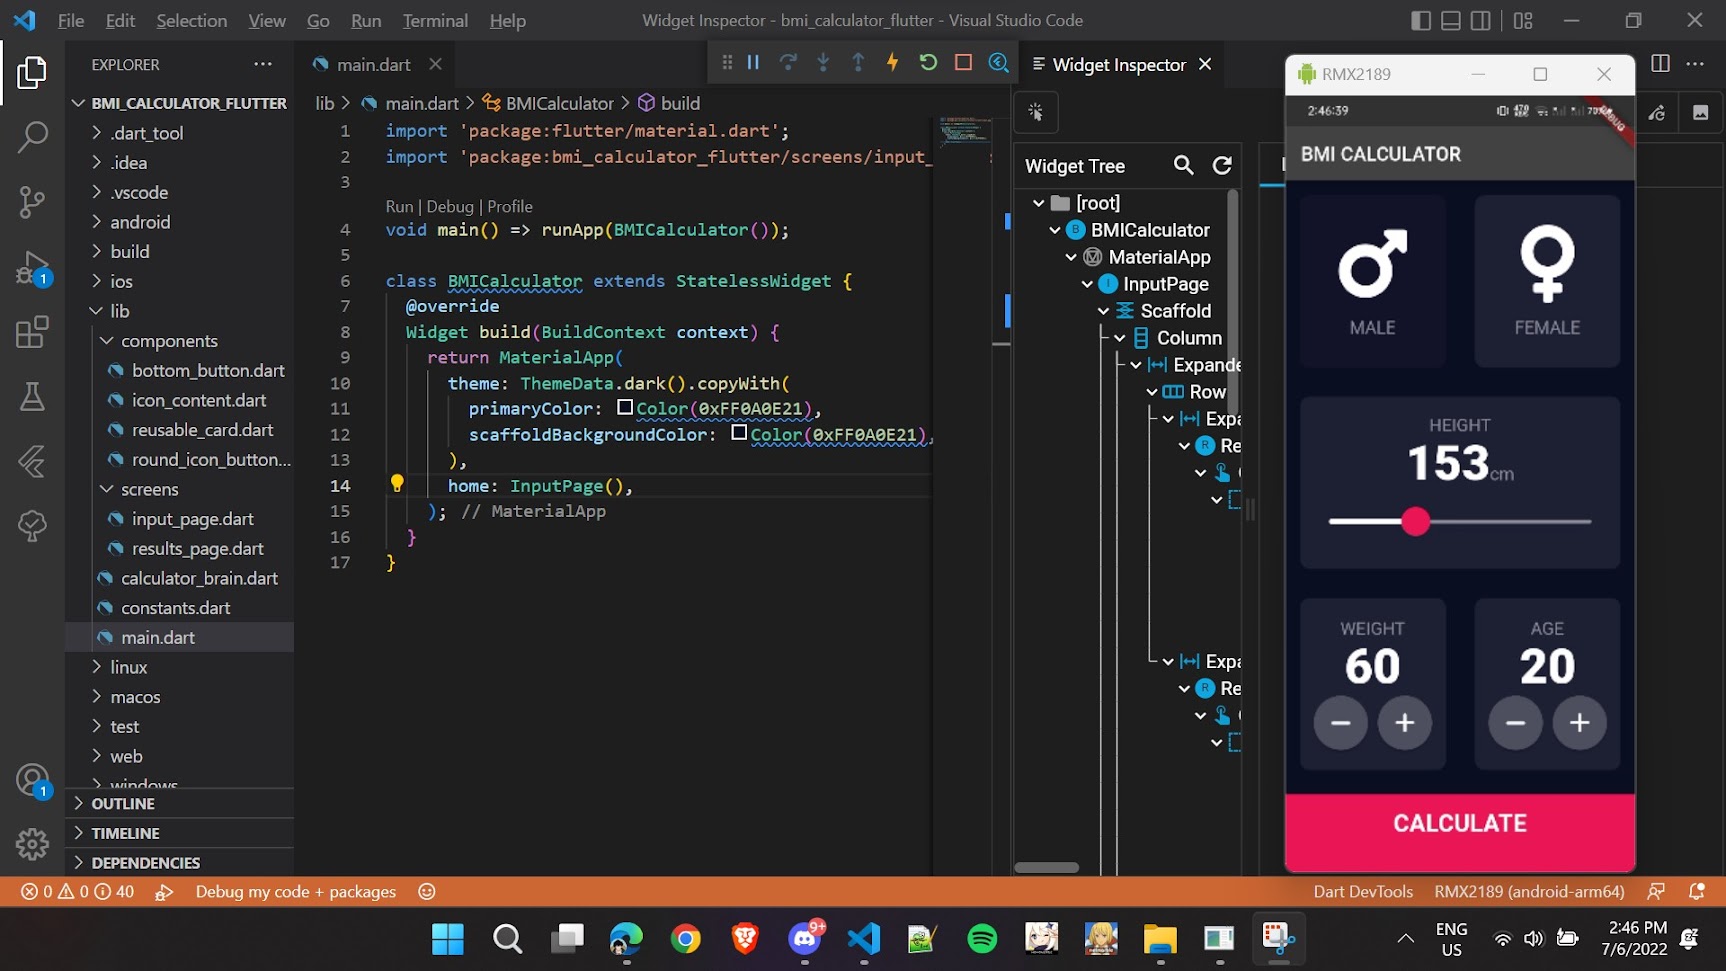 File Edit Selection View Go Run Terminal Help
Widget Inspector - bmi_calculator_flutter - Visual Studio Code
EXPLORER
BMI_CALCULATOR_FLUTTER
.dart_tool
.idea
.vscode
android
build
ios
lib
components
bottom_button.dart
icon_content.dart
reusable_card.dart
round_icon_button...
screens
input_page.dart
results_page.dart
calculator_brain.dart
constants.dart
main.dart
linux
macos
test
web
windows
OUTLINE
TIMELINE
DEPENDENCIES
1
1
main.dart
lib > main.dart > BMICalculator > build
1 import 'package:flutter/material.dart';
2 import 'package:bmi_calculator_flutter/screens/input_
3
Run | Debug | Profile
4 void main() => runApp(BMICalculator());
5
6 class BMICalculator extends StatelessWidget {
7 @override
8 Widget build(BuildContext context) {
9 return MaterialApp(
10 theme: ThemeData.dark().copyWith(
11 primaryColor: Color(0xFF0A0E21),
12 scaffoldBackgroundColor: Color(0xFF0A0E21),
13 ),
14 home: InputPage(),
15 ); // MaterialApp
16 }
17 }
Widget Inspector
Widget Tree
[root]
B BMICalculator
M MaterialApp
I InputPage
Scaffold
Column
Expande
Row
Expa
R Re
Expa
R Re
RMX2189
2:46:39
BMI CALCULATOR
MALE
FEMALE
HEIGHT
153cm
WEIGHT
60
AGE
20
CALCULATE
0 0 40 Debug my code + packages
Dart DevTools RMX2189 (android-arm64)
9+
ENG
US
2:46 PM
7/6/2022